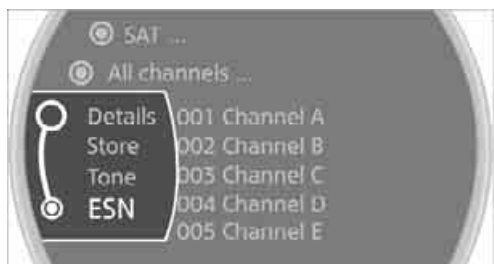 SAT ...
All channels ...
Details 001 Channel A
Store 002 Channel B
Tone 003 Channel C
ESN 004 Channel D
005 Channel E